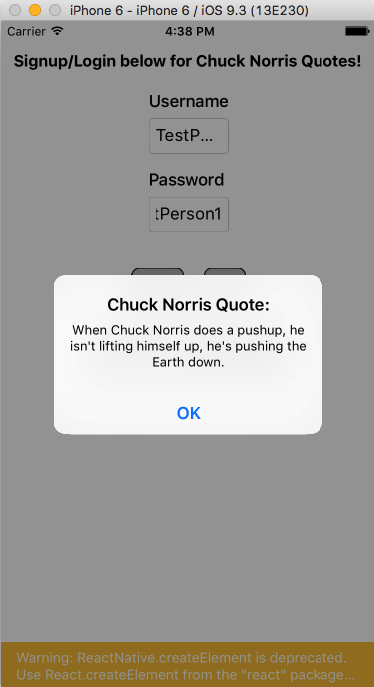 iPhone 6 - iPhone 6 / iOS 9.3 (13E230)
Carrier 4:38 PM
Signup/Login below for Chuck Norris Quotes!
Username
TestP...
Password
tPerson1
Chuck Norris Quote:
When Chuck Norris does a pushup, he
isn't lifting himself up, he's pushing the
Earth down.
OK
Warning: ReactNative.createElement is deprecated.
Use React.createElement from the "react" package...